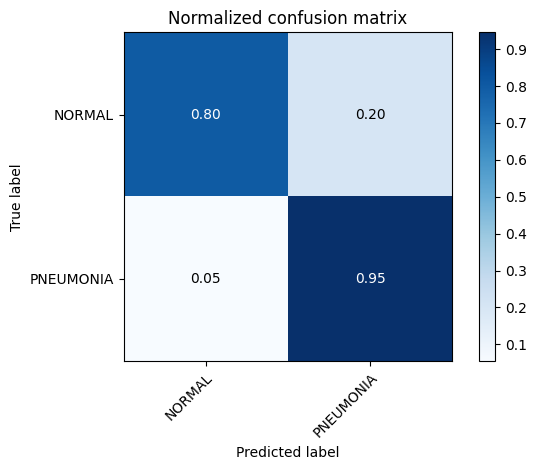 Normalized confusion matrix
NORMAL
0.80
0.20
PNEUMONIA
0.05
0.95
True label
NORMAL
PNEUMONIA
Predicted label
0.9
0.8
0.7
0.6
0.5
0.4
0.3
0.2
0.1